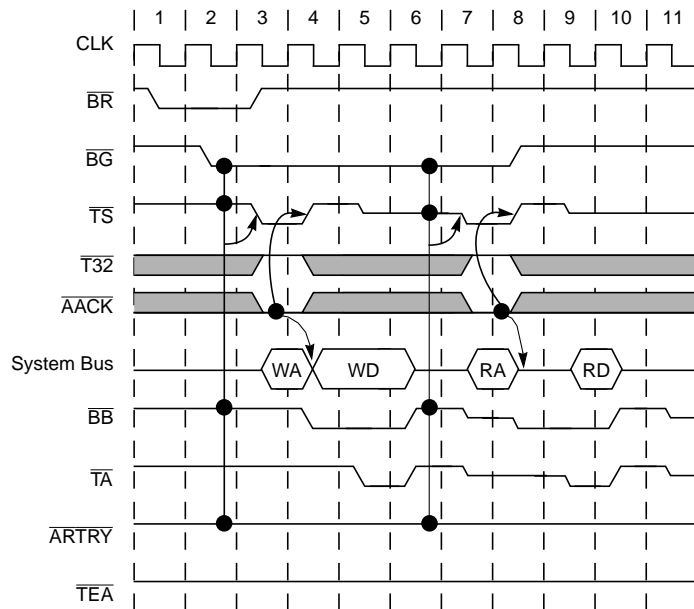 1 2 3 4 5 6 7 8 9 10 11
CLK
BR
BG
TS
T32
AACK
System Bus WA WD RA RD
BB
TA
ARTRY
TEA